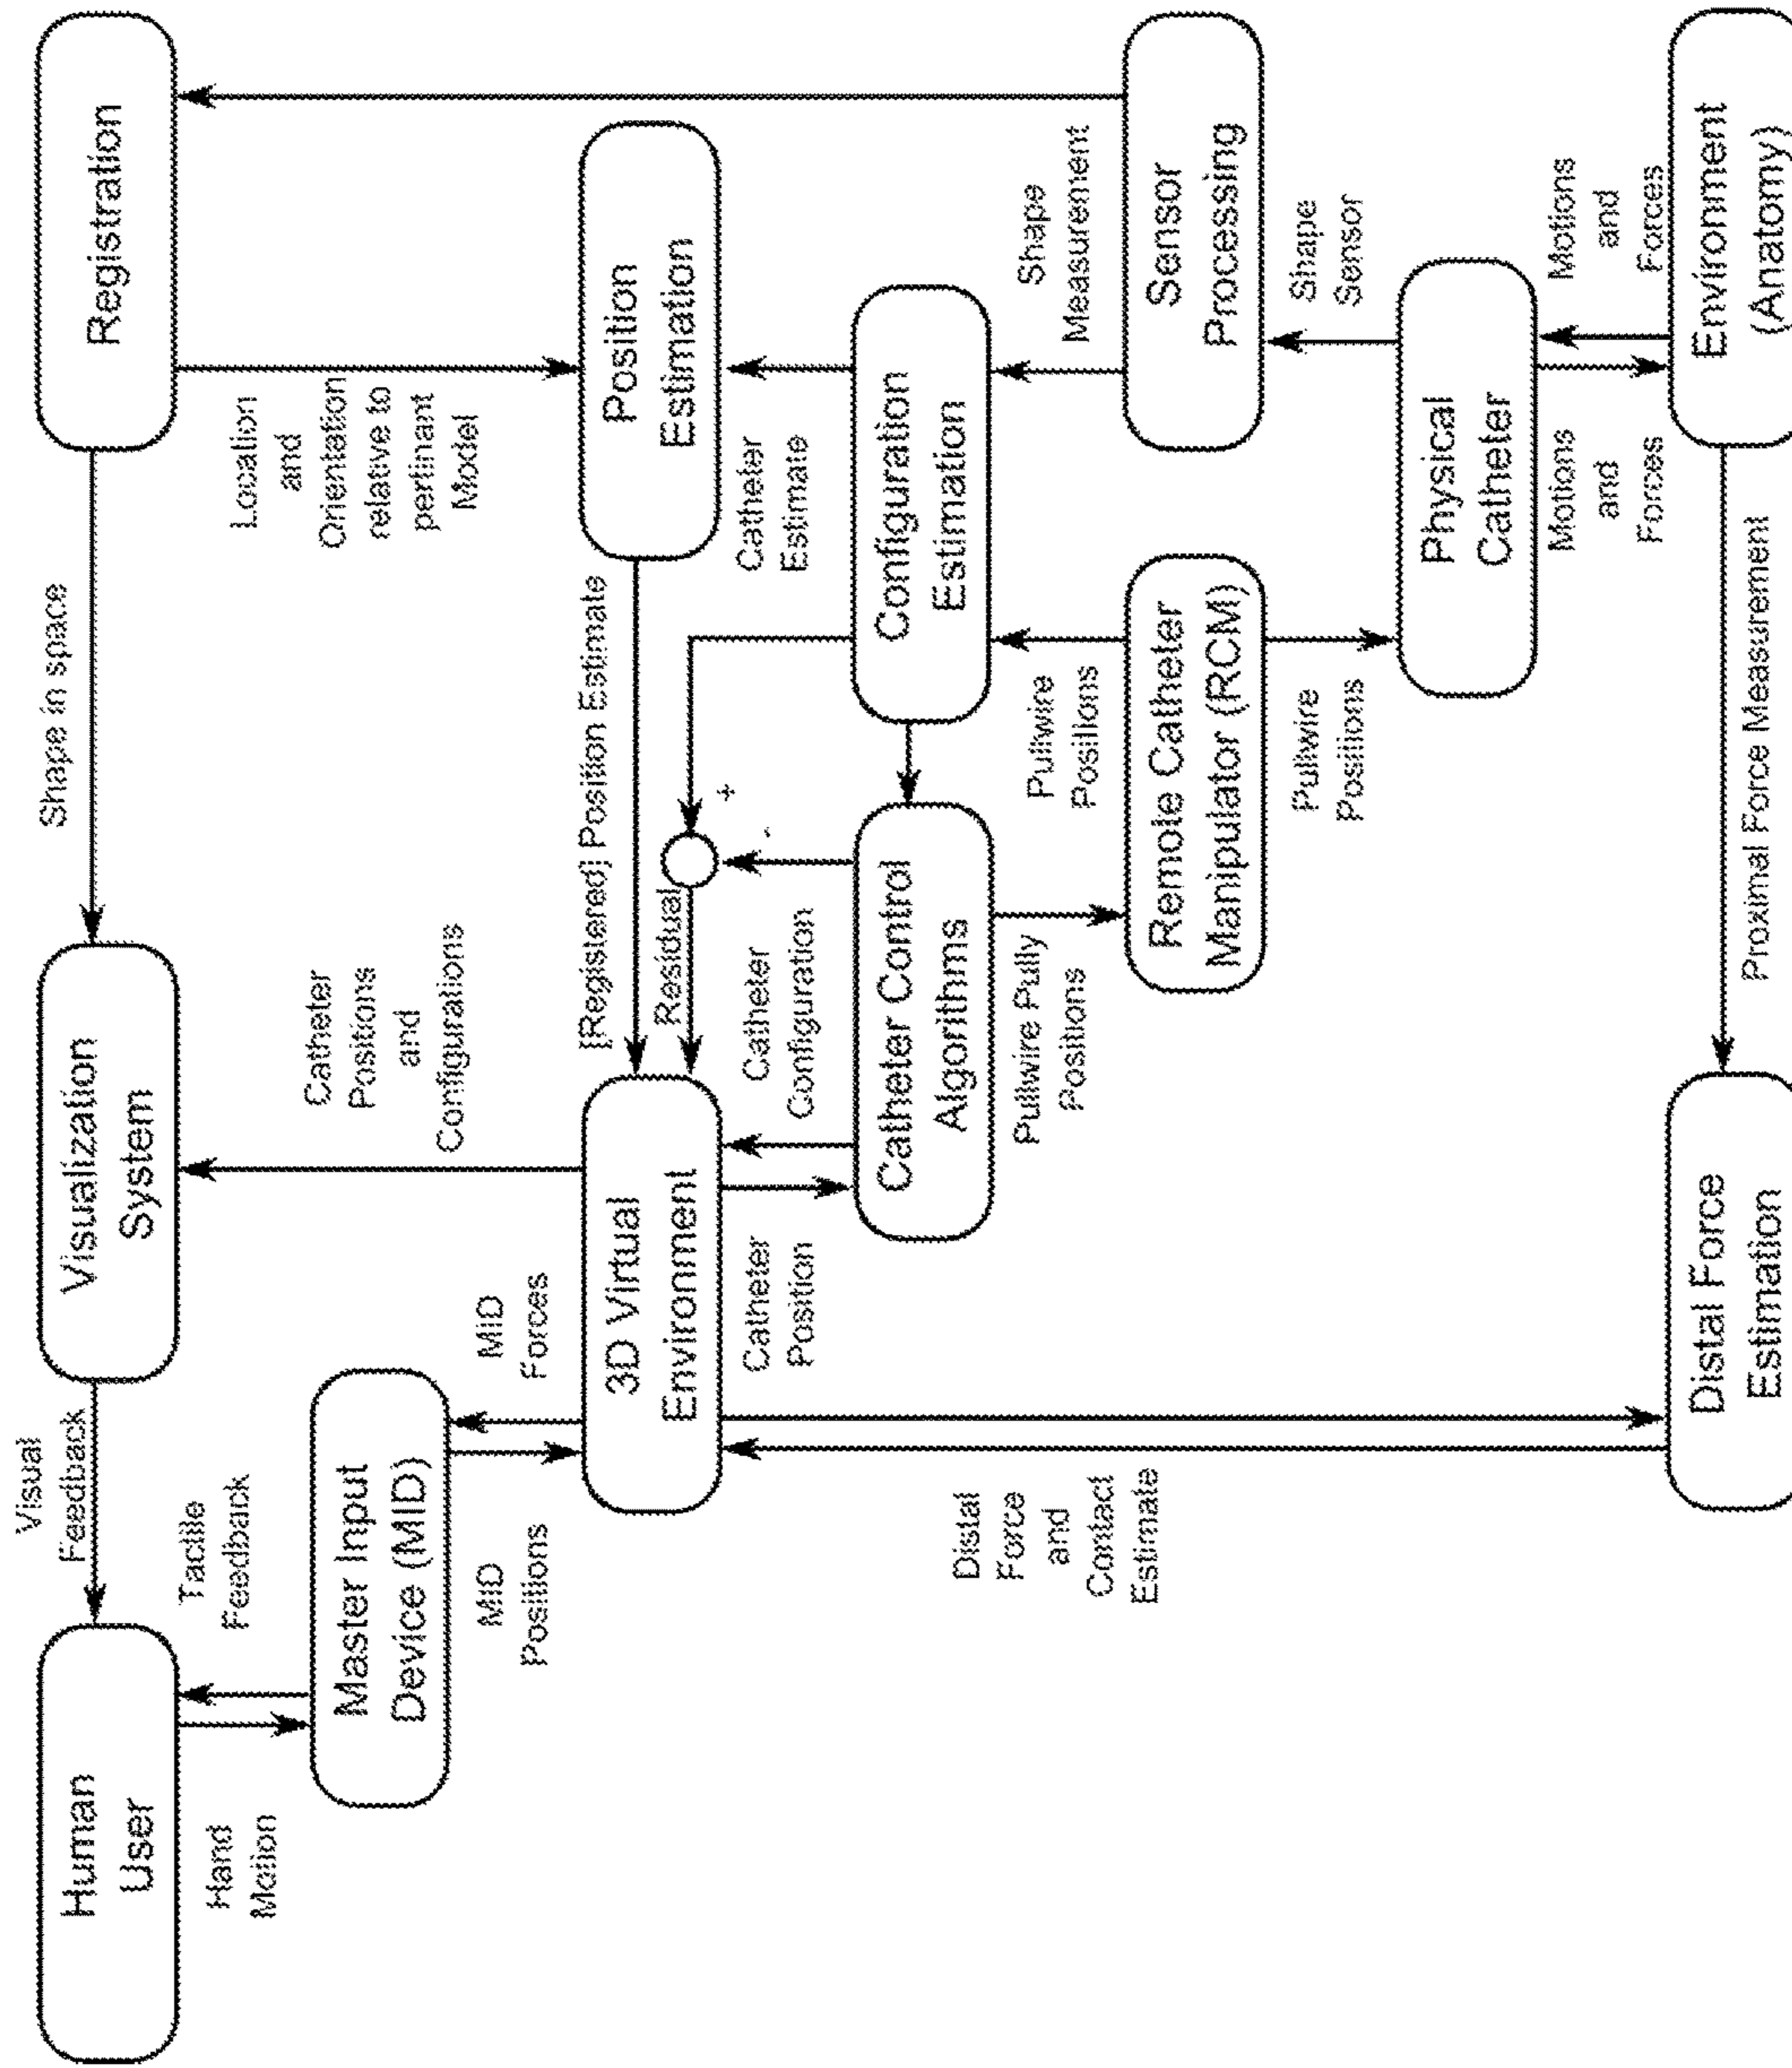 Human
User
Visual
Feedback
Visualization
System
Shape in space
Registration
Hand
Motion
Tactile
Feedback
Master Input
Device (MID)
MID
Positions
MID
Forces
Catheter
Positions
and
Configurations
Location
and
Orientation
relative to
pertinant
Model
3D Virtual
Environment
[Registered] Position Estimate
Residual
+
-
Position
Estimation
Catheter
Position
Catheter
Configuration
Catheter
Estimate
Catheter Control
Algorithms
Configuration
Estimation
Distal
Force
and
Contact
Estimate
Pullwire Pully
Positions
Pullwire
Positions
Shape
Measurement
Remote Catheter
Manipulator (RCM)
Sensor
Processing
Pullwire
Positions
Shape
Sensor
Physical
Catheter
Motions
and
Forces
Motions
and
Forces
Distal Force
Estimation
Proximal Force Measurement
Environment
(Anatomy)